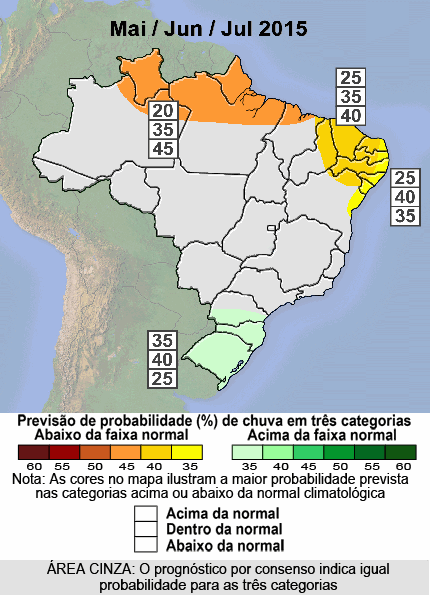 Mai / Jun / Jul 2015
25
35
40
20
35
45
25
40
35
35
40
25
Previsão de probabilidade (%) de chuva em três categorias
Abaixo da faixa normal
Acima da faixa normal
60 55 50 45 40 35
35 40 45 50 55 60
Nota: As cores no mapa ilustram a maior probabilidade prevista
nas categorias acima ou abaixo da normal climatológica
Acima da normal
Dentro da normal
Abaixo da normal
ÁREA CINZA: O prognóstico por consenso indica igual
probabilidade para as três categorias